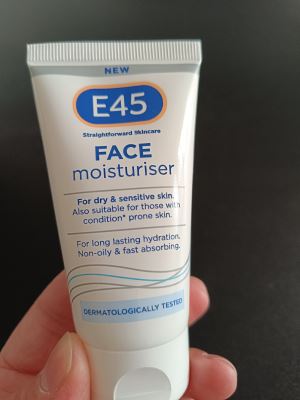 NEW
E45
Straightforward Skincare
FACE
moisturiser
For dry & sensitive skin.
Also suitable for those with
condition* prone skin.
For long lasting hydration.
Non-oily & fast absorbing.
DERMATOLOGICALLY TESTED